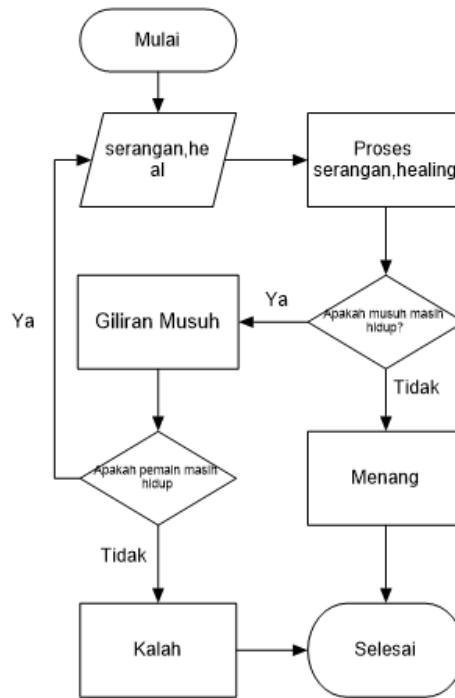 Mulai
serangan,he
al
Proses
serangan,healing
Ya
Giliran Musuh
Ya
Apakah musuh masih
hidup?
Tidak
Apakah pemain masih
hidup
Menang
Tidak
Kalah
Selesai